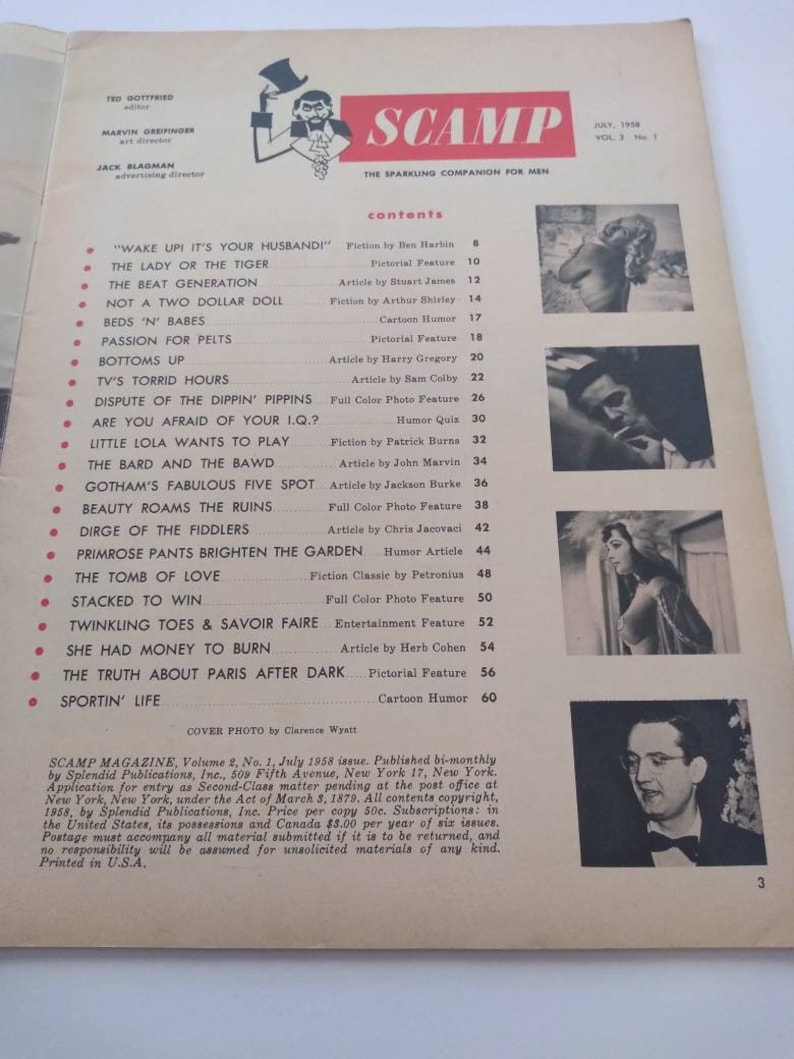 TED GOTTFRIED
editor
MARVIN GREIFINGER
art director
JACK BLAGMAN
advertising director
SCAMP
THE SPARKLING COMPANION FOR MEN
JULY, 1958
VOL. 2 No. 1
contents
"WAKE UP! IT'S YOUR HUSBAND!" Fiction by Ben Harbin 8
THE LADY OR THE TIGER Pictorial Feature 10
THE BEAT GENERATION Article by Stuart James 12
NOT A TWO DOLLAR DOLL Fiction by Arthur Shirley 14
BEDS 'N' BABES Cartoon Humor 17
PASSION FOR PELTS Pictorial Feature 18
BOTTOMS UP Article by Harry Gregory 20
TV'S TORRID HOURS Article by Sam Colby 22
DISPUTE OF THE DIPPIN' PIPPINS Full Color Photo Feature 26
ARE YOU AFRAID OF YOUR I.Q.? Humor Quiz 30
LITTLE LOLA WANTS TO PLAY Fiction by Patrick Burns 32
THE BARD AND THE BAWD Article by John Marvin 34
GOTHAM'S FABULOUS FIVE SPOT Article by Jackson Burke 36
BEAUTY ROAMS THE RUINS Full Color Photo Feature 38
DIRGE OF THE FIDDLERS Article by Chris Jacovaci 42
PRIMROSE PANTS BRIGHTEN THE GARDEN Humor Article 44
THE TOMB OF LOVE Fiction Classic by Petronius 48
STACKED TO WIN Full Color Photo Feature 50
TWINKLING TOES & SAVOIR FAIRE Entertainment Feature 52
SHE HAD MONEY TO BURN Article by Herb Cohen 54
THE TRUTH ABOUT PARIS AFTER DARK Pictorial Feature 56
SPORTIN' LIFE Cartoon Humor 60
COVER PHOTO by Clarence Wyatt
SCAMP MAGAZINE, Volume 2, No. 1, July 1958 issue. Published bi-monthly
by Splendid Publications, Inc., 509 Fifth Avenue, New York 17, New York.
Application for entry as Second-Class matter pending at the post office at
New York, New York, under the Act of March 3, 1879. All contents copyright,
1958, by Splendid Publications, Inc. Price per copy 50c. Subscriptions: in
the United States, its possessions and Canada $3.00 per year of six issues.
Postage must accompany all material submitted if it is to be returned, and
no responsibility will be assumed for unsolicited materials of any kind.
Printed in U.S.A.
3